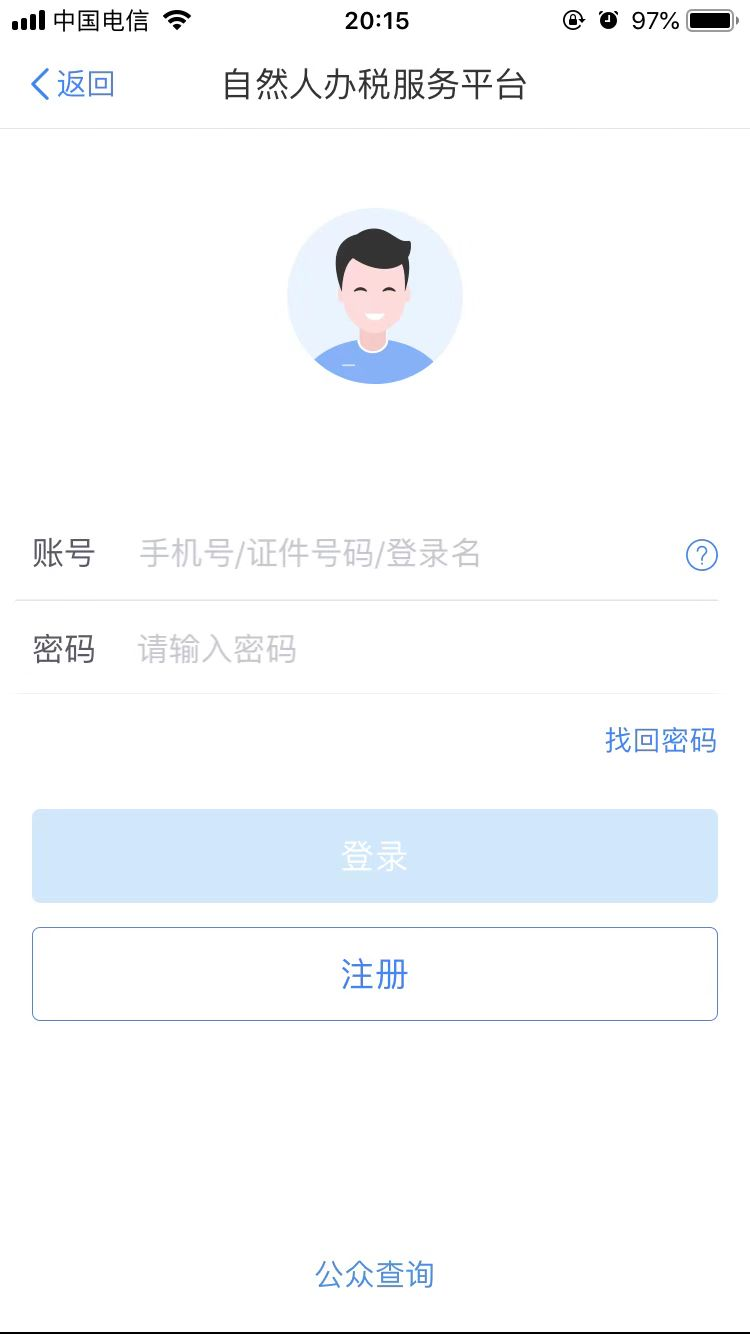 中国电信 20:15 97%
返回 自然人办税服务平台
账号 手机号/证件号码/登录名 ?
密码 请输入密码
找回密码
登录
注册
公众查询